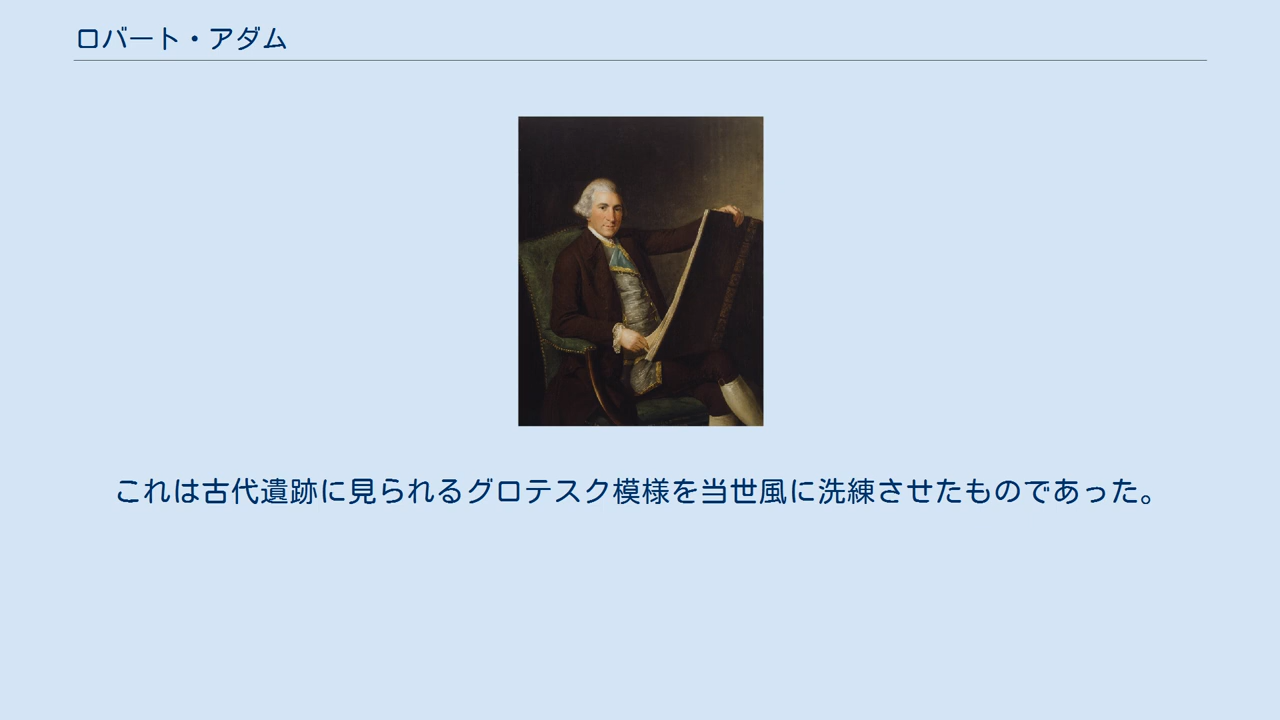 ロバート・アダム
これは古代遺跡に見られるグロテスク模様を当世風に洗練させたものであった。